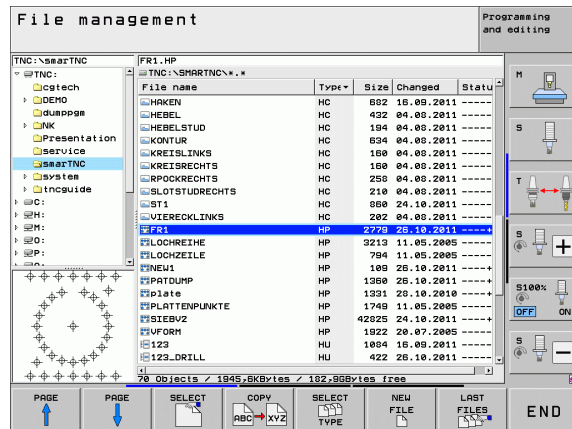 File management
Programming and editing
TNC:\smarTNC
FR1.HP
TNC:
cgtech
DEMO
dumppgm
NK
Presentation
service
smarTNC
system
tncguide
C:
H:
M:
O:
P:
TNC:\SMARTNC\*.*
File name Type Size Changed Statu
HAKEN HC 682 16.09.2011 -----
HEBEL HC 432 04.08.2011 -----
HEBELSTUD HC 194 04.08.2011 -----
KONTUR HC 634 04.08.2011 -----
KREISLINKS HC 160 04.08.2011 -----
KREISRECHTS HC 160 04.08.2011 -----
RPOCKRECHTS HC 258 04.08.2011 -----
SLOTSTUDRECHTS HC 210 04.08.2011 -----
ST1 HC 860 24.10.2011 -----
VIERECKLINKS HC 202 04.08.2011 -----
FR1 HP 2779 26.10.2011 ----+
LOCHREIHE HP 3213 11.05.2005 -----
LOCHZEILE HP 794 11.05.2005 -----
NEW1 HP 109 26.10.2011 ----+
PATDUMP HP 1360 26.10.2011 ----+
plate HP 1331 28.10.2010 ----+
PLATTENPUNKTE HP 1749 11.05.2005 -----
SIEBV2 HP 42825 24.10.2011 ----+
VFORM HP 1922 20.07.2005 -----
123 HU 1084 16.09.2011 -----
123_DRILL HU 422 26.10.2011 -----
70 Objects / 1945,6KBytes / 182,9GBytes free
M
S
T
S
S100%
OFF ON
S
PAGE
PAGE
SELECT
COPY
ABC XYZ
SELECT
TYPE
NEW
FILE
LAST
FILES
END